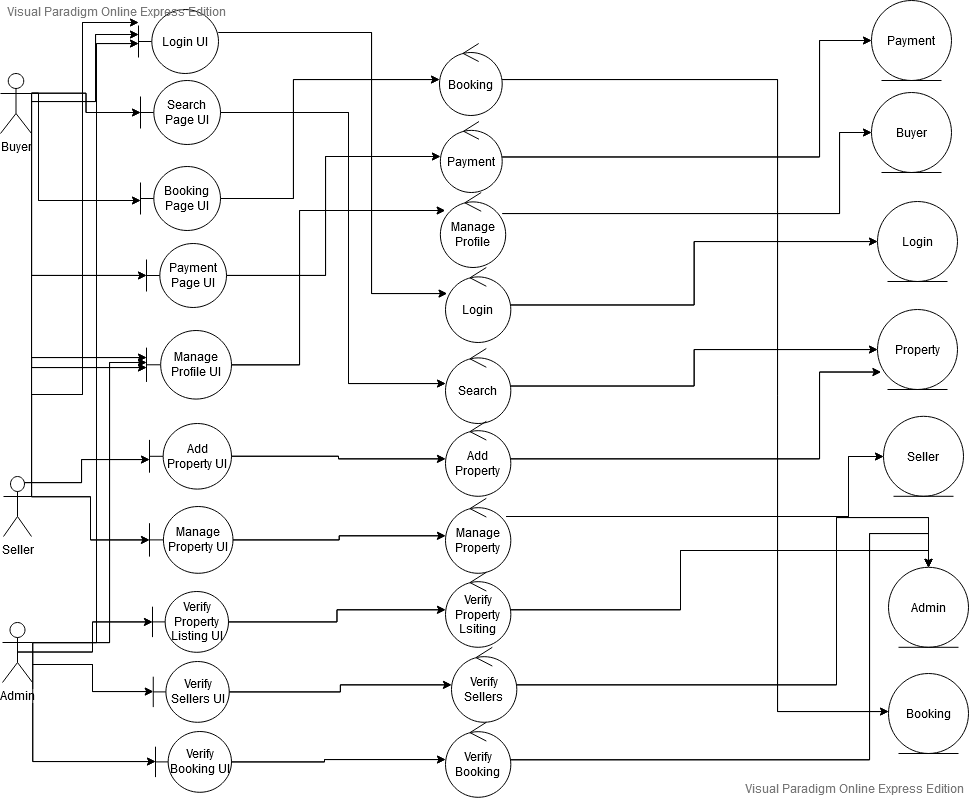 Visual Paradigm Online Express Edition
Login UI
Payment
Booking
Search
Page UI
Buyer
Buyer
Payment
Booking
Page UI
Manage
Profile
Login
Payment
Page UI
Login
Manage
Profile UI
Property
Search
Add
Property UI
Add
Property
Seller
Seller
Manage
Property UI
Manage
Property
Verify
Property
Listing UI
Verify
Property
Lsiting
Admin
Admin
Verify
Sellers UI
Verify
Sellers
Booking
Verify
Booking UI
Verify
Booking
Visual Paradigm Online Express Edition